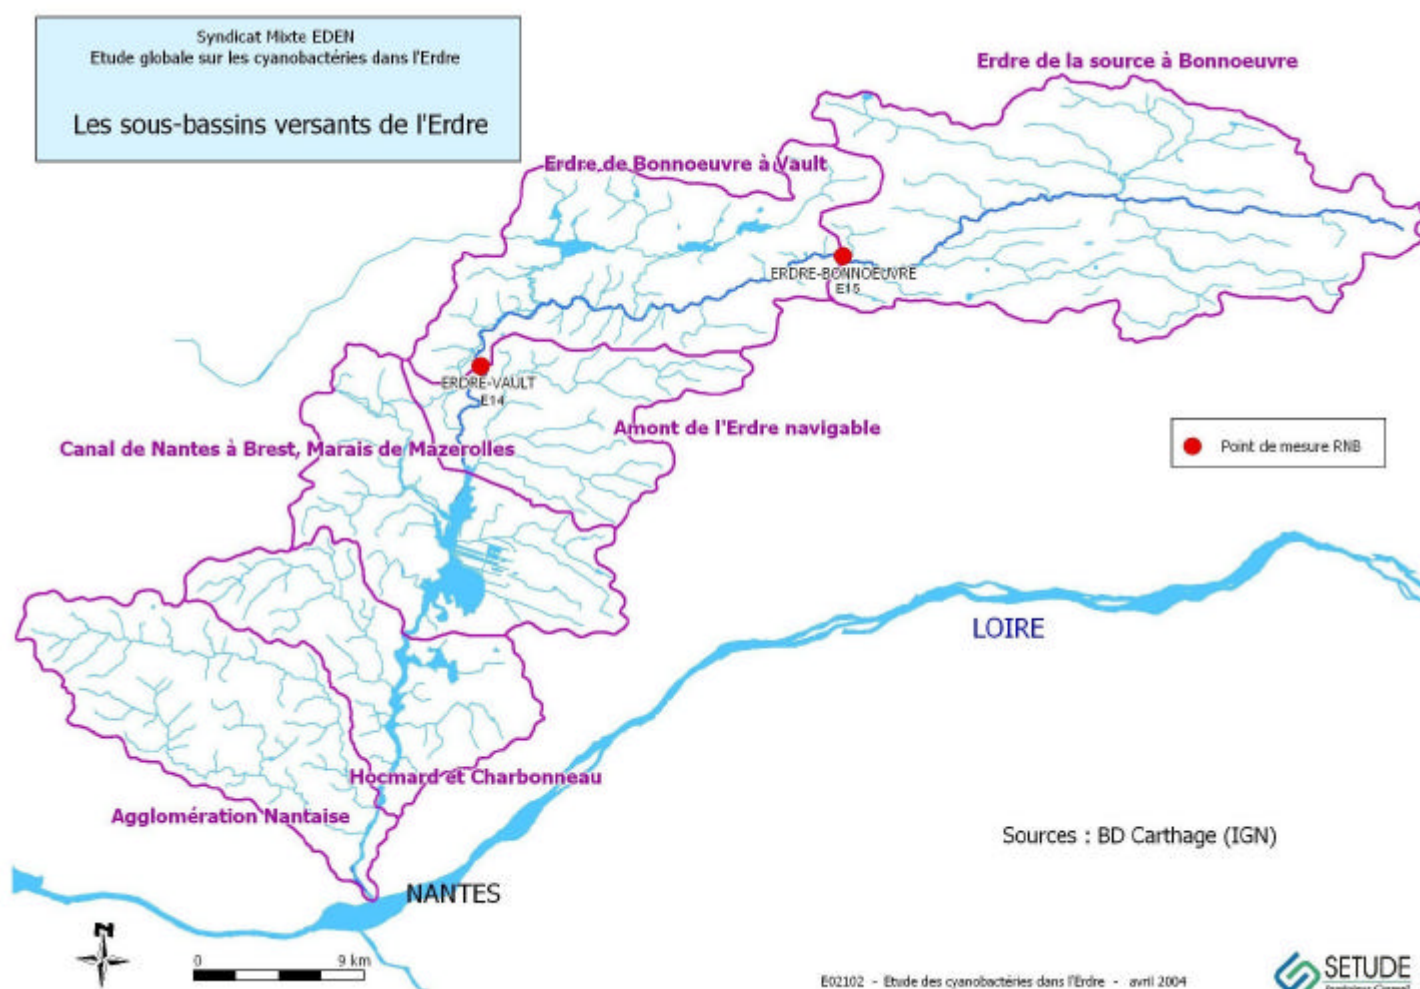 Syndicat Mixte EDEN
Etude globale sur les cyanobactéries dans l'Erdre
Les sous-bassins versants de l'Erdre
Erdre de la source à Bonnoeuvre
Erdre de Bonnoeuvre à Vault
ERDRE-BONNOEUVRE
E15
ERDRE-VAULT
E14
Amont de l'Erdre navigable
Canal de Nantes à Brest, Marais de Mazerolles
Point de mesure RNB
LOIRE
Hocmard et Charbonneau
Agglomération Nantaise
Sources : BD Carthage (IGN)
NANTES
N
0 9 km
E02102 - Etude des cyanobactéries dans l'Erdre - avril 2004
SETUDE